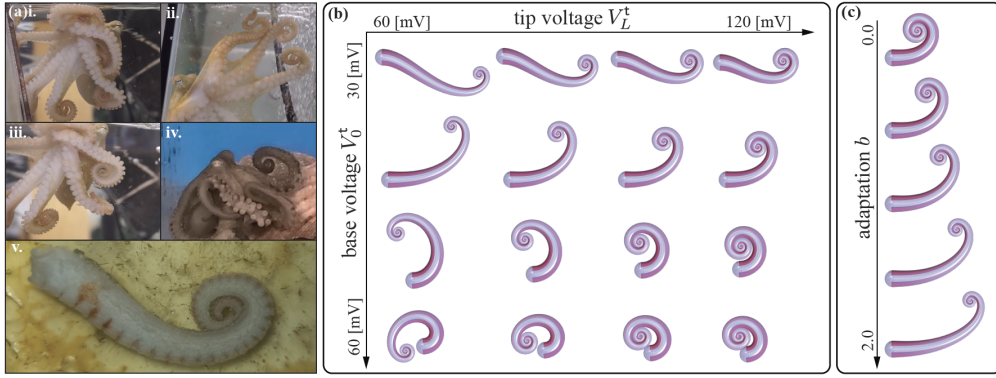 (a)i.
ii.
iii.
iv.
v.
(b)
tip voltage V_L^t
60 [mV]
120 [mV]
base voltage V_0^t
30 [mV]
60 [mV]
(c)
adaptation b
0.0
2.0